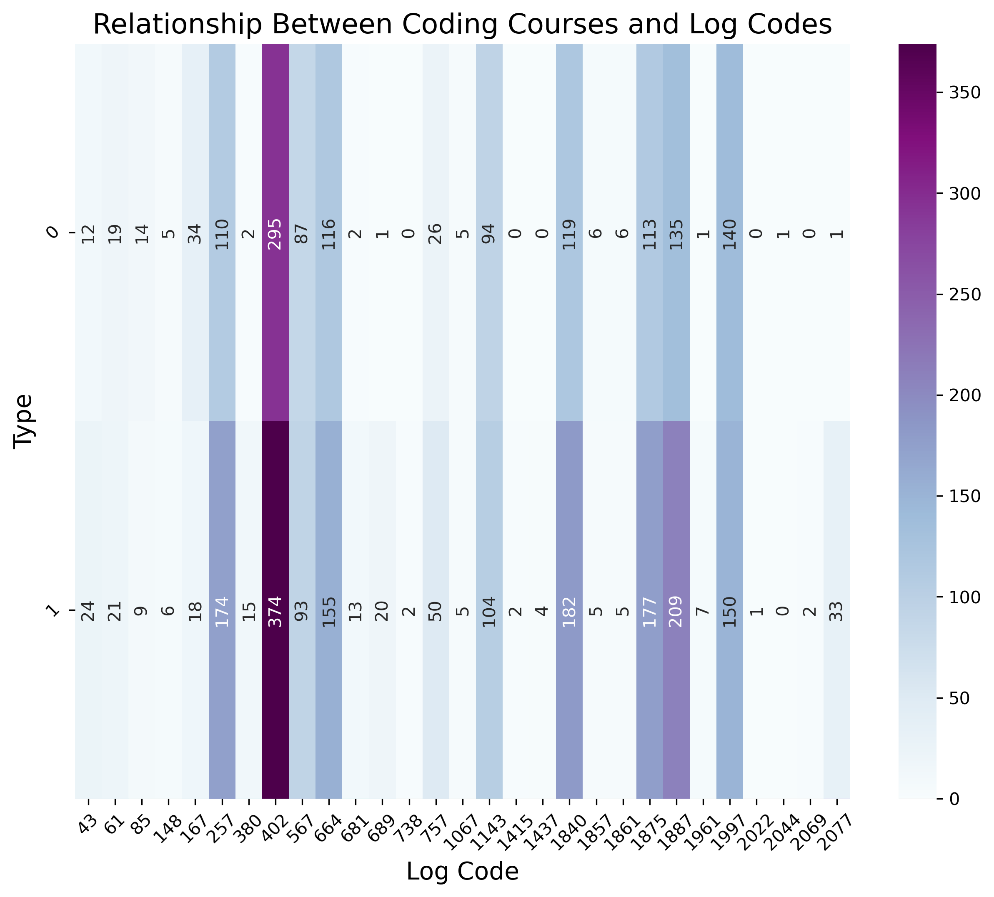 Relationship Between Coding Courses and Log Codes
350
300
250
200
150
100
50
0
Type
0
12 19 14 5 34 110 2 295 87 116 2 1 0 26 5 94 0 0 119 6 6 113 135 1 140 0 1 0 1
1
24 21 9 6 18 174 15 374 93 155 13 20 2 50 5 104 2 4 182 5 5 177 209 7 150 1 0 2 33
43 61 85 148 167 257 380 402 567 664 681 689 738 757 1067 1143 1415 1437 1840 1857 1861 1875 1887 1961 1997 2022 2044 2069 2077
Log Code